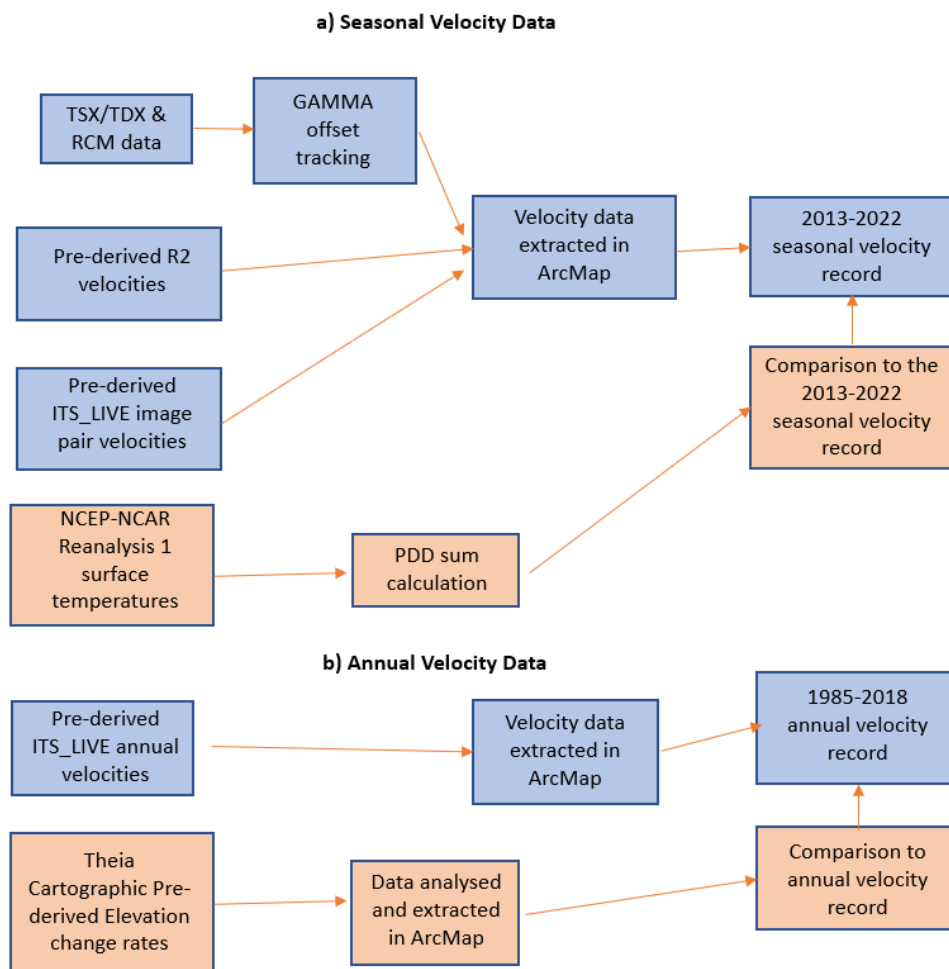 a) Seasonal Velocity Data
TSX/TDX &
RCM data
GAMMA
offset
tracking
Pre-derived R2
velocities
Velocity data
extracted in
ArcMap
2013-2022
seasonal velocity
record
Pre-derived
ITS_LIVE image
pair velocities
Comparison to the
2013-2022
seasonal velocity
record
NCEP-NCAR
Reanalysis 1
surface
temperatures
PDD sum
calculation
b) Annual Velocity Data
Pre-derived
ITS_LIVE annual
velocities
Velocity data
extracted in
ArcMap
1985-2018
annual velocity
record
Theia
Cartographic Pre-
derived Elevation
change rates
Data analysed
and extracted
in ArcMap
Comparison to
annual velocity
record